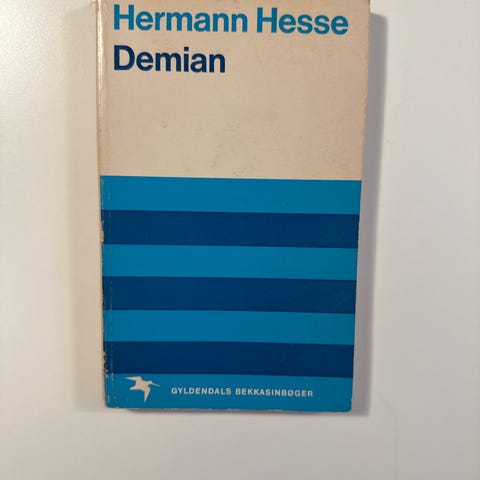 Hermann Hesse
Demian
GYLDENDALS BEKKASINBØGER